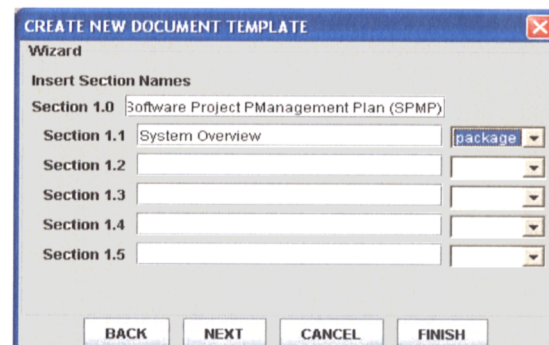 CREATE NEW DOCUMENT TEMPLATE
Wizard
Insert Section Names
Section 1.0 Software Project PManagement Plan (SPMP)
Section 1.1 System Overview package
Section 1.2
Section 1.3
Section 1.4
Section 1.5
BACK NEXT CANCEL FINISH